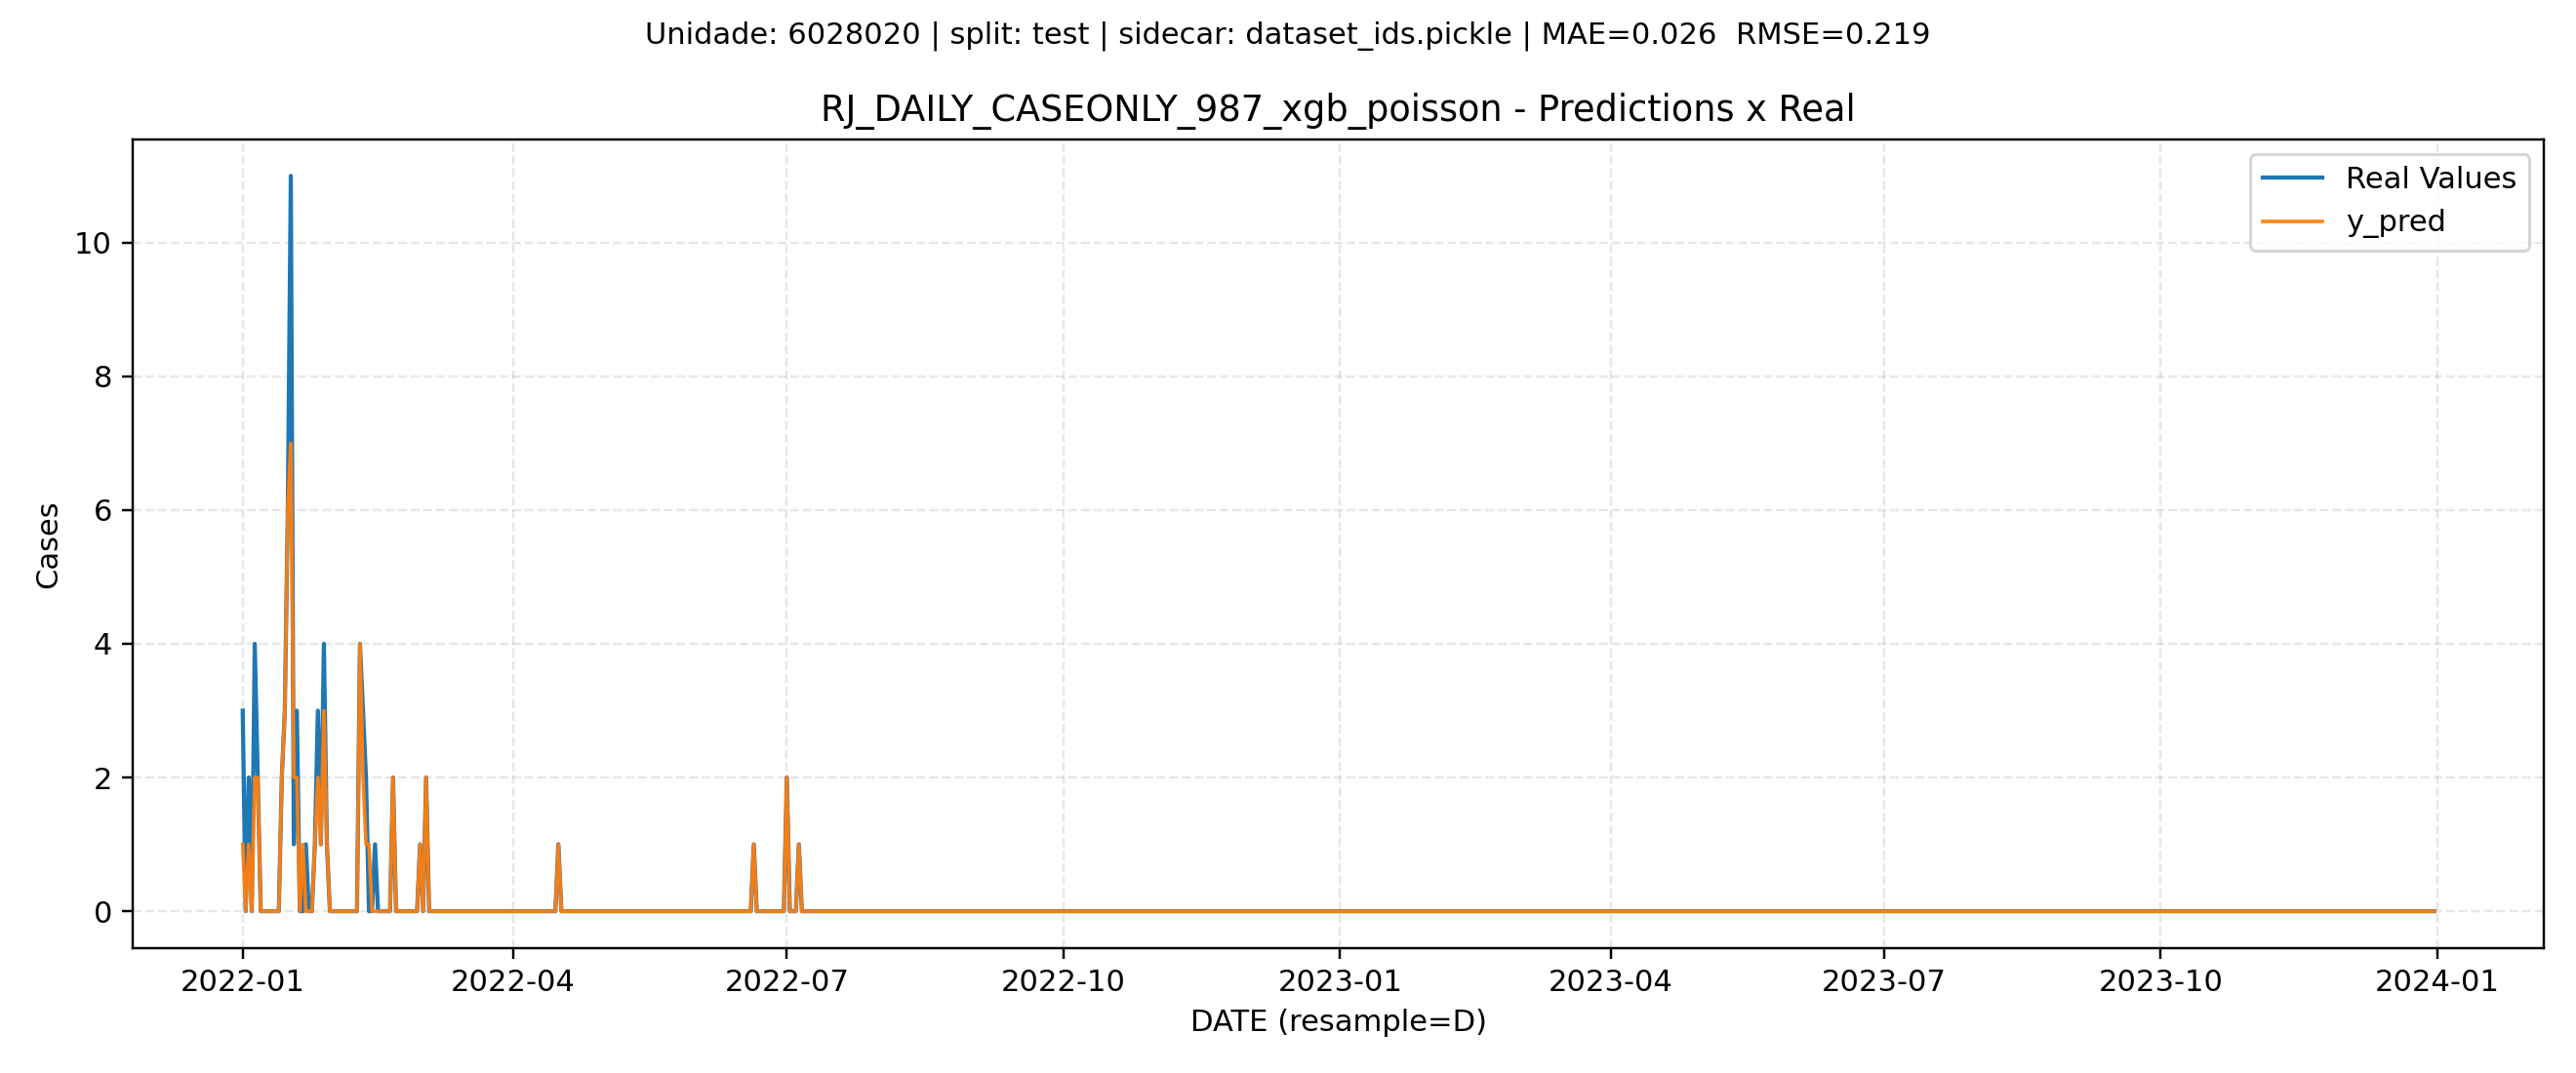 Unidade: 6028020 | split: test | sidecar: dataset_ids.pickle | MAE=0.026  RMSE=0.219
RJ_DAILY_CASEONLY_987_xgb_poisson - Predictions x Real
Real Values
y_pred
Cases
10
8
6
4
2
0
2022-01
2022-04
2022-07
2022-10
2023-01
2023-04
2023-07
2023-10
2024-01
DATE (resample=D)